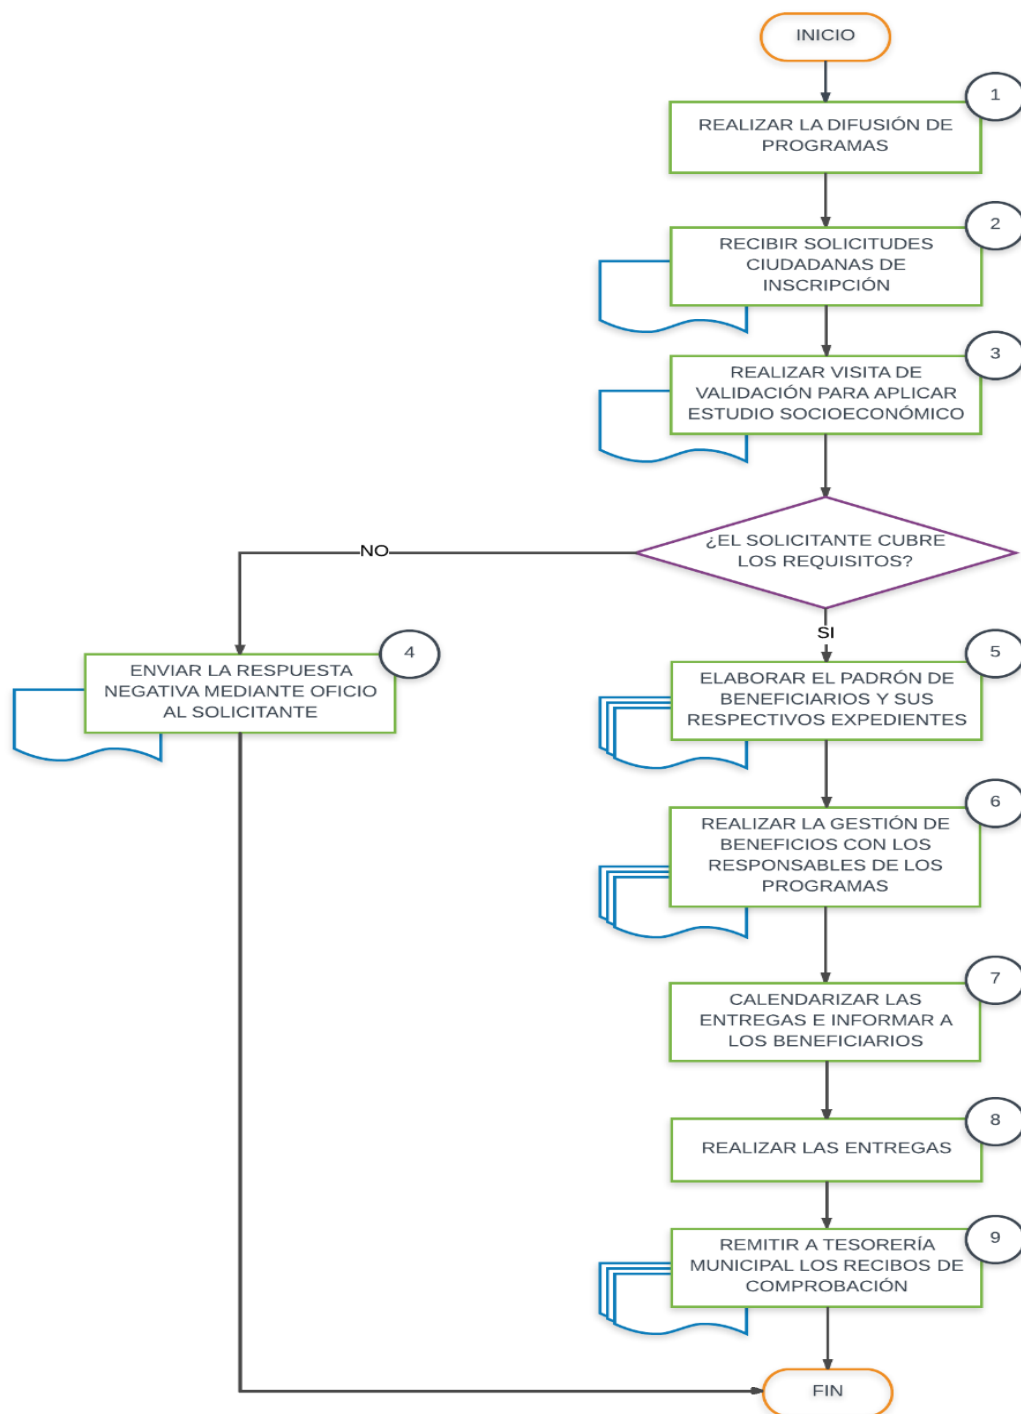 INICIO
1
REALIZAR LA DIFUSIÓN DE
PROGRAMAS
2
RECIBIR SOLICITUDES
CIUDADANAS DE
INSCRIPCIÓN
3
REALIZAR VISITA DE
VALIDACIÓN PARA APLICAR
ESTUDIO SOCIOECONÓMICO
¿EL SOLICITANTE CUBRE
LOS REQUISITOS?
NO
SI
4
ENVIAR LA RESPUESTA
NEGATIVA MEDIANTE OFICIO
AL SOLICITANTE
5
ELABORAR EL PADRÓN DE
BENEFICIARIOS Y SUS
RESPECTIVOS EXPEDIENTES
6
REALIZAR LA GESTIÓN DE
BENEFICIOS CON LOS
RESPONSABLES DE LOS
PROGRAMAS
7
CALENDARIZAR LAS
ENTREGAS E INFORMAR A
LOS BENEFICIARIOS
8
REALIZAR LAS ENTREGAS
9
REMITIR A TESORERÍA
MUNICIPAL LOS RECIBOS DE
COMPROBACIÓN
FIN